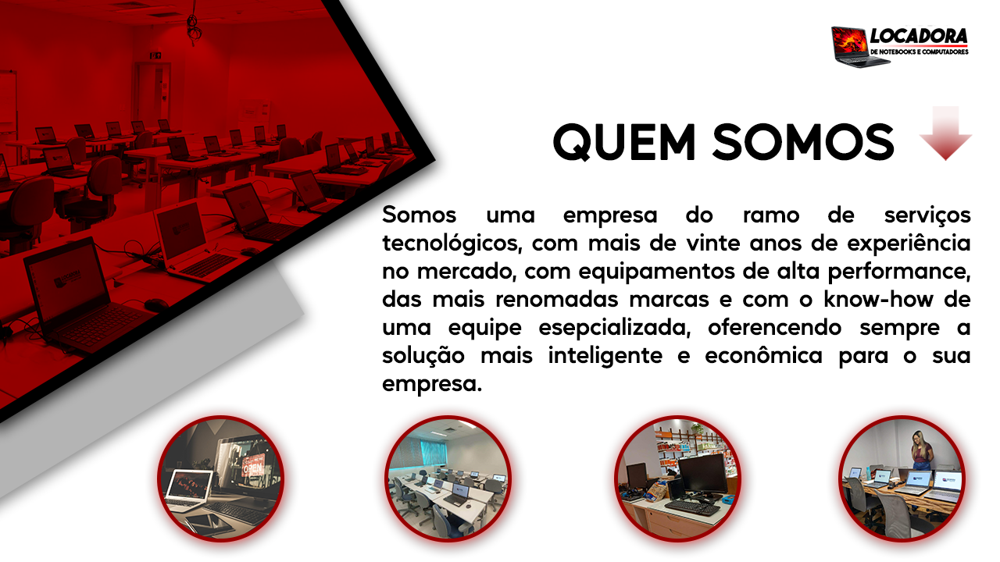 LOCADORA
DE NOTEBOOKS E COMPUTADORES
QUEM SOMOS
Somos uma empresa do ramo de serviços
tecnológicos, com mais de vinte anos de experiência
no mercado, com equipamentos de alta performance,
das mais renomadas marcas e com o know-how de
uma equipe esepcializada, oferencendo sempre a
solução mais inteligente e econômica para o sua
empresa.
LOCADORA
OPEN